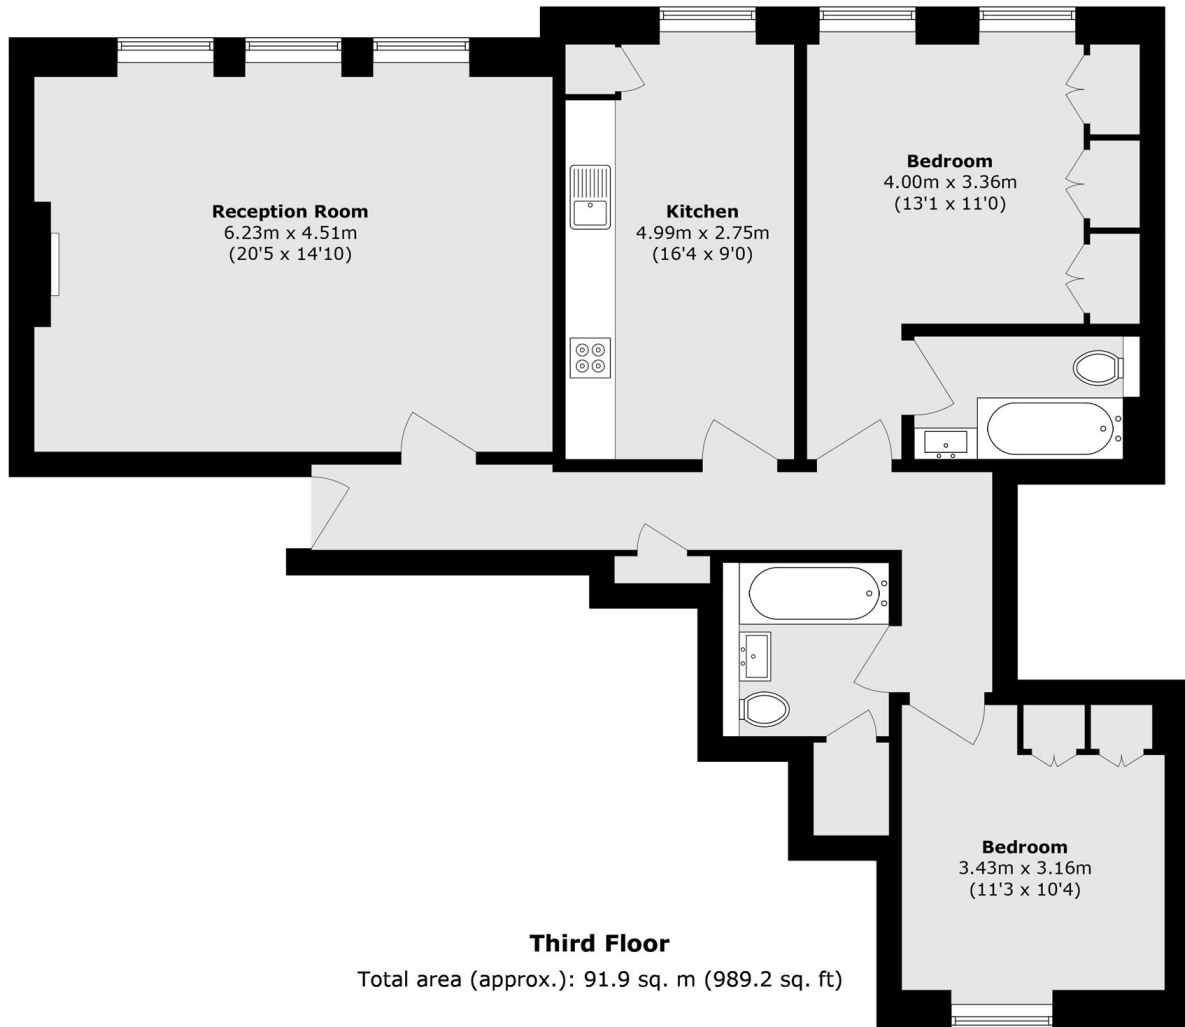 Reception Room
6.23m x 4.51m
(20'5 x 14'10)
Kitchen
4.99m x 2.75m
(16'4 x 9'0)
Bedroom
4.00m x 3.36m
(13'1 x 11'0)
Bedroom
3.43m x 3.16m
(11'3 x 10'4)
Third Floor
Total area (approx.): 91.9 sq. m (989.2 sq. ft)